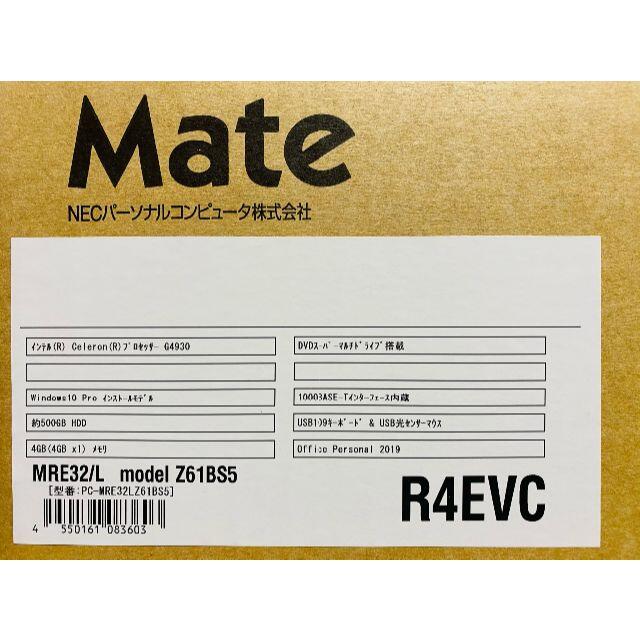 Mate
NECパーソナルコンピュータ株式会社
インテル(R) Celeron(R)プロセッサー G4930
DVDスーパーマルチドライブ搭載
Windows10 Pro インストールモデル
1000BASE-Tインターフェース内蔵
約500GB HDD
USB109キーボード & USB光センサーマウス
4GB(4GB x1) メモリ
Office Personal 2019
MRE32/L model Z61BS5
[型番:PC-MRE32LZ61BS5]
R4EVC
4 550161 083603